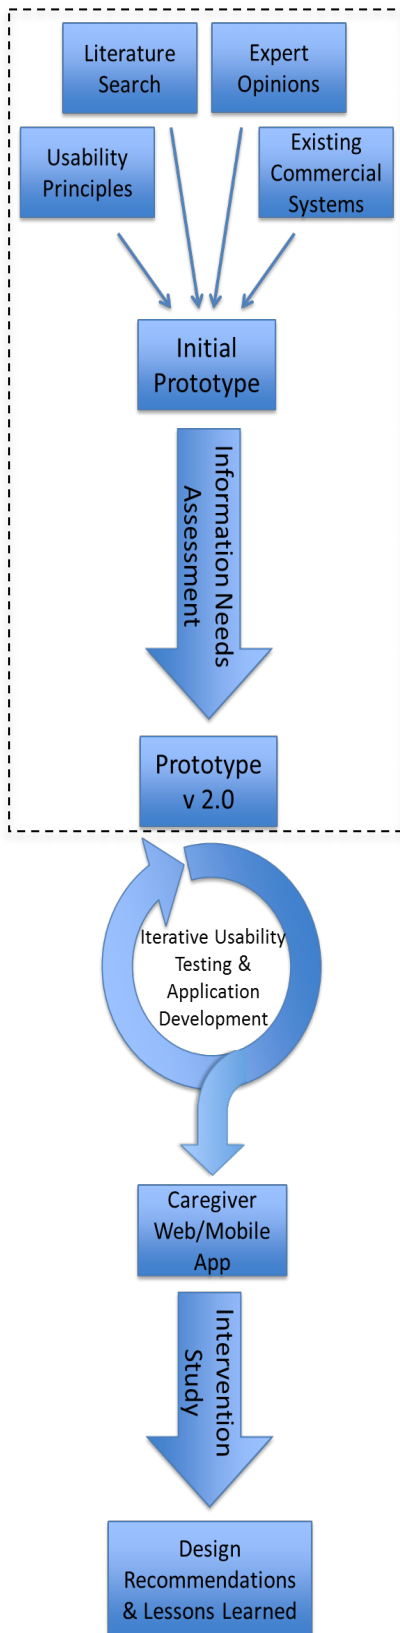 Literature
Search
Expert
Opinions
Usability
Principles
Existing
Commercial
Systems
Initial
Prototype
Information Needs
Assessment
Prototype
v 2.0
Iterative Usability
Testing &
Application
Development
Caregiver
Web/Mobile
App
Intervention
Study
Design
Recommendations
& Lessons Learned